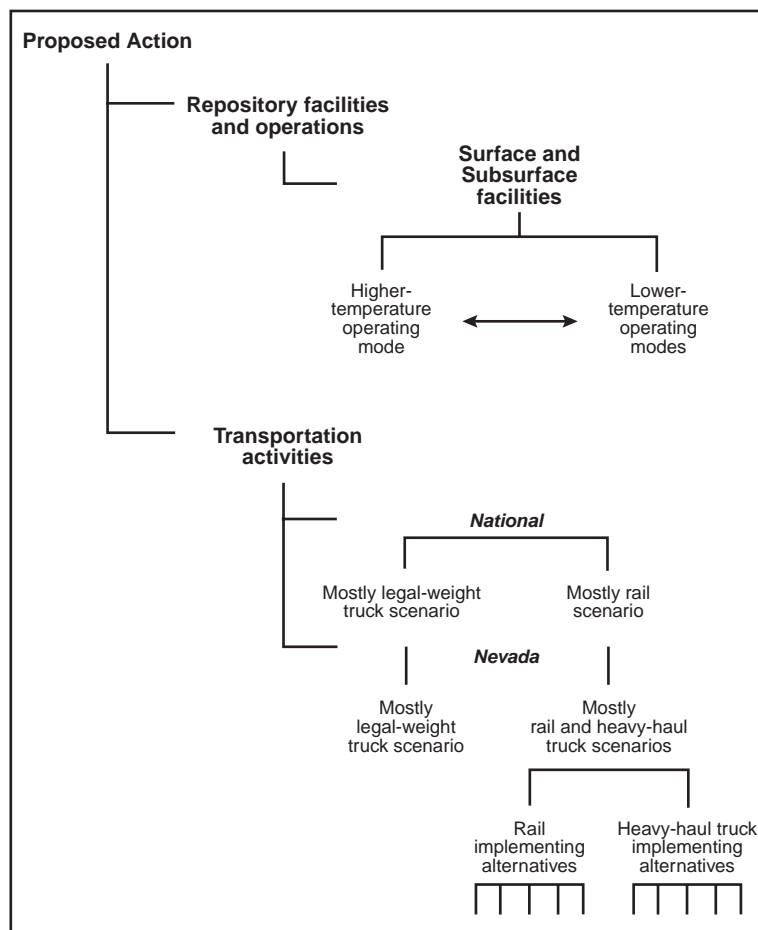 Proposed Action
Repository facilities
and operations
Surface and
Subsurface
facilities
Higher-
temperature
operating
mode
Lower-
temperature
operating
modes
Transportation
activities
National
Mostly legal-weight
truck scenario
Mostly rail
scenario
Nevada
Mostly
legal-weight
truck scenario
Mostly
rail and heavy-haul
truck scenarios
Rail
implementing
alternatives
Heavy-haul truck
implementing
alternatives